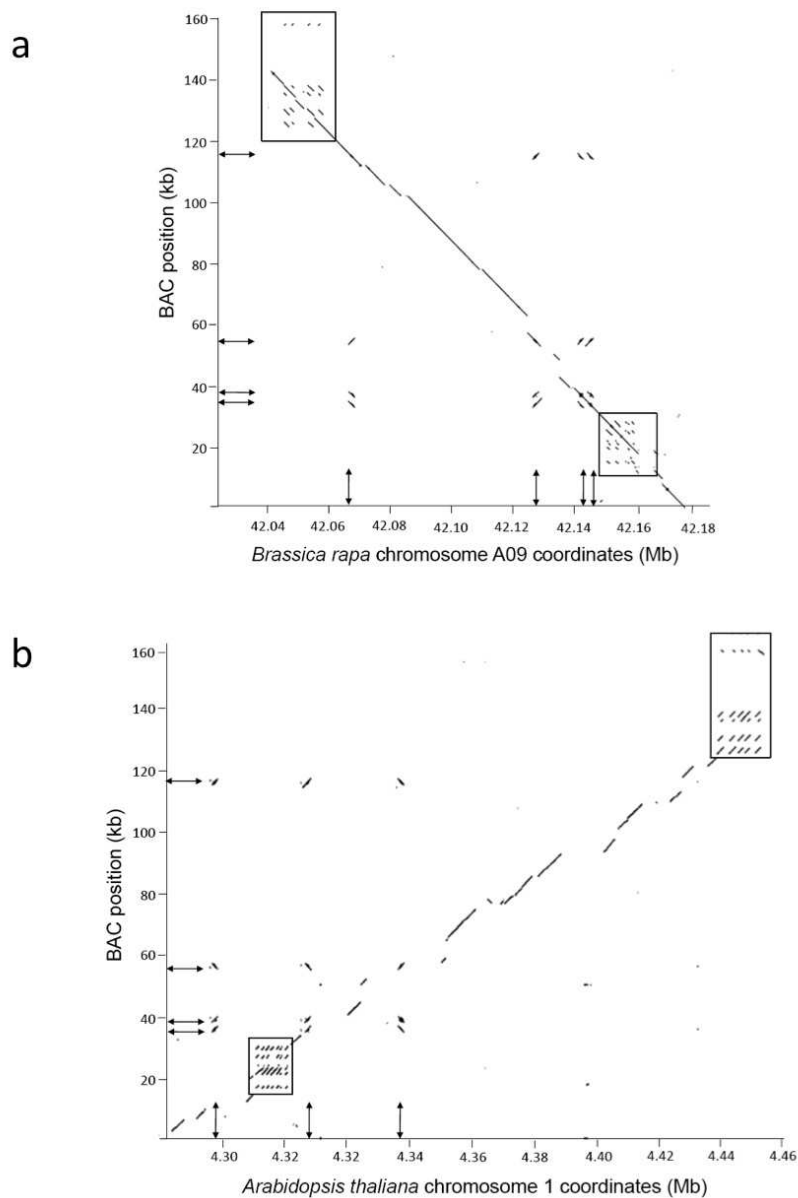 a
160
140
120
100
80
60
40
20
BAC position (kb)
42.04 42.06 42.08 42.10 42.12 42.14 42.16 42.18
Brassica rapa chromosome A09 coordinates (Mb)
b
160
140
120
100
80
60
40
20
BAC position (kb)
4.30 4.32 4.32 4.34 4.36 4.38 4.40 4.42 4.44 4.46
Arabidopsis thaliana chromosome 1 coordinates (Mb)